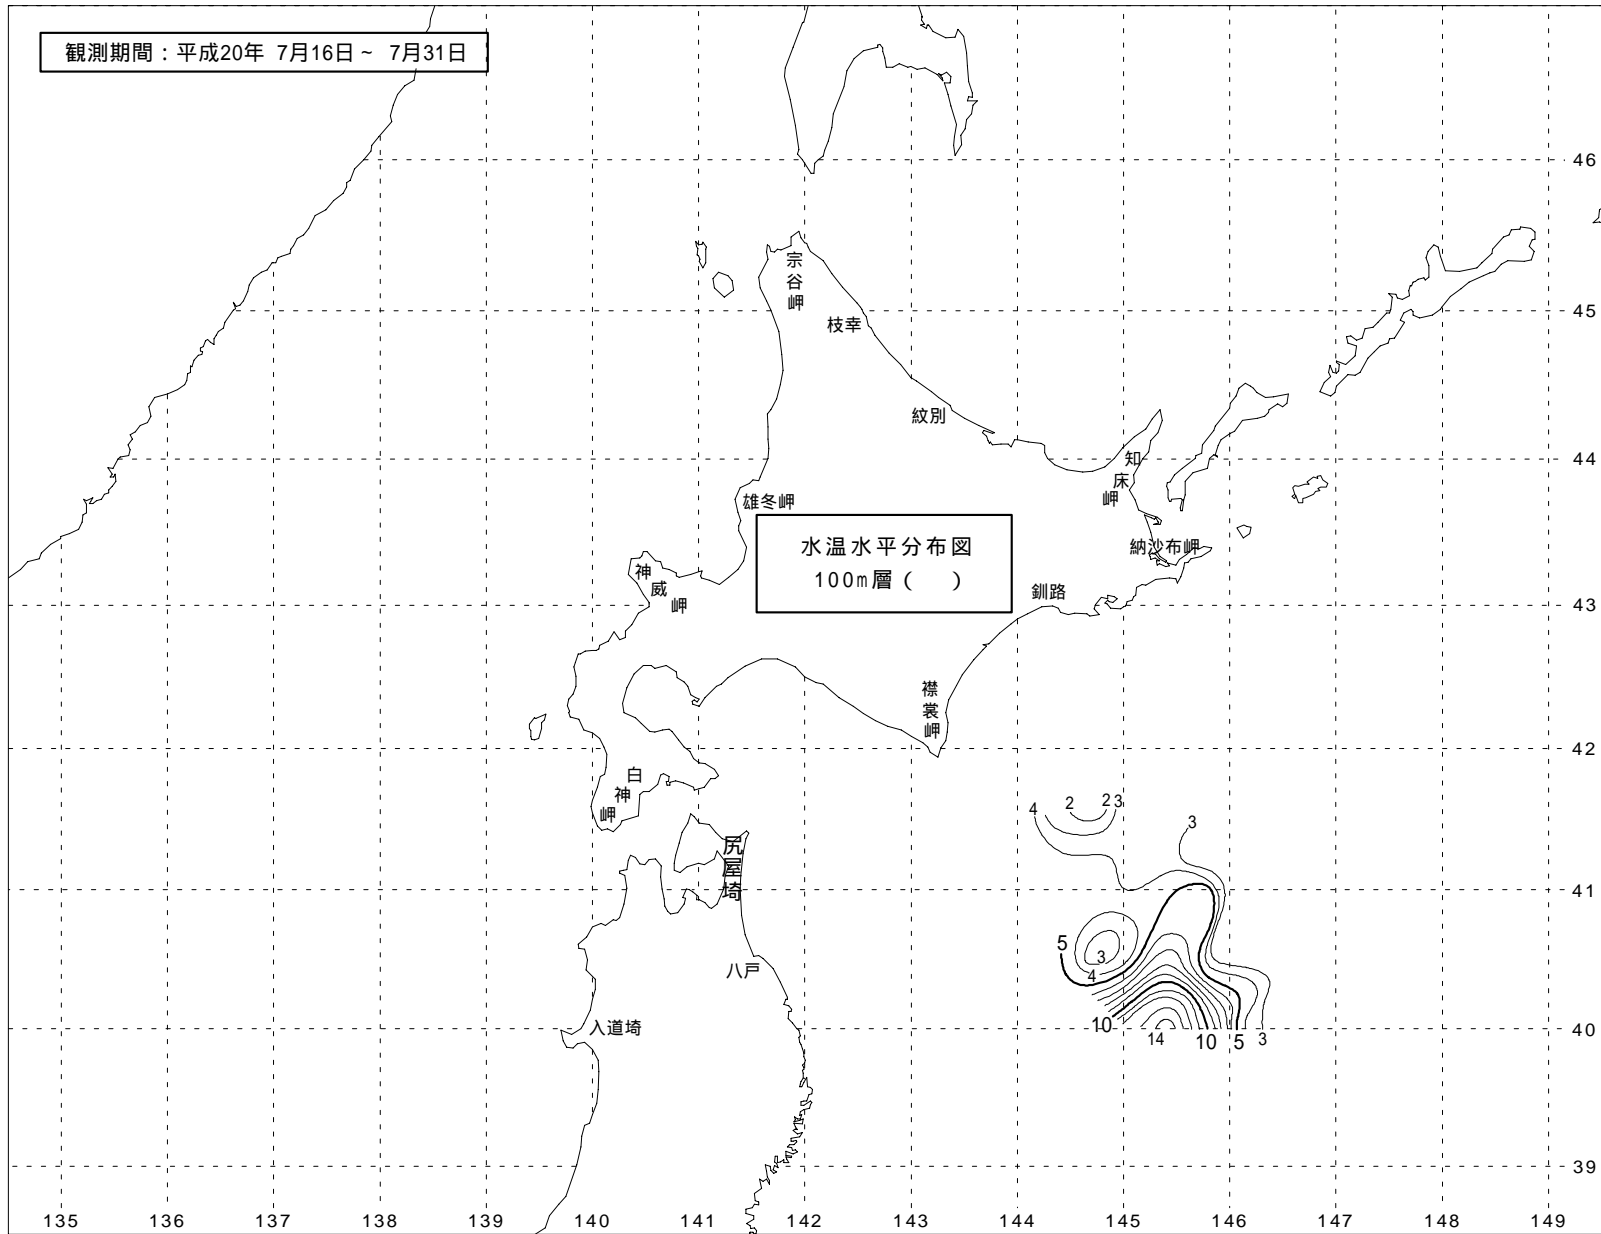 観測期間：平成20年 7月16日～ 7月31日
46
宗谷岬
45
枝幸
紋別
44
知床岬
雄冬岬
水温水平分布図
100m層（　）
納沙布岬
神威岬
釧路
43
襟裳岬
42
白神岬
4 2 2 3
3
尻屋埼
41
5
3
4
八戸
入道埼
10
14 10 5 3
40
39
135 136 137 138 139 140 141 142 143 144 145 146 147 148 149